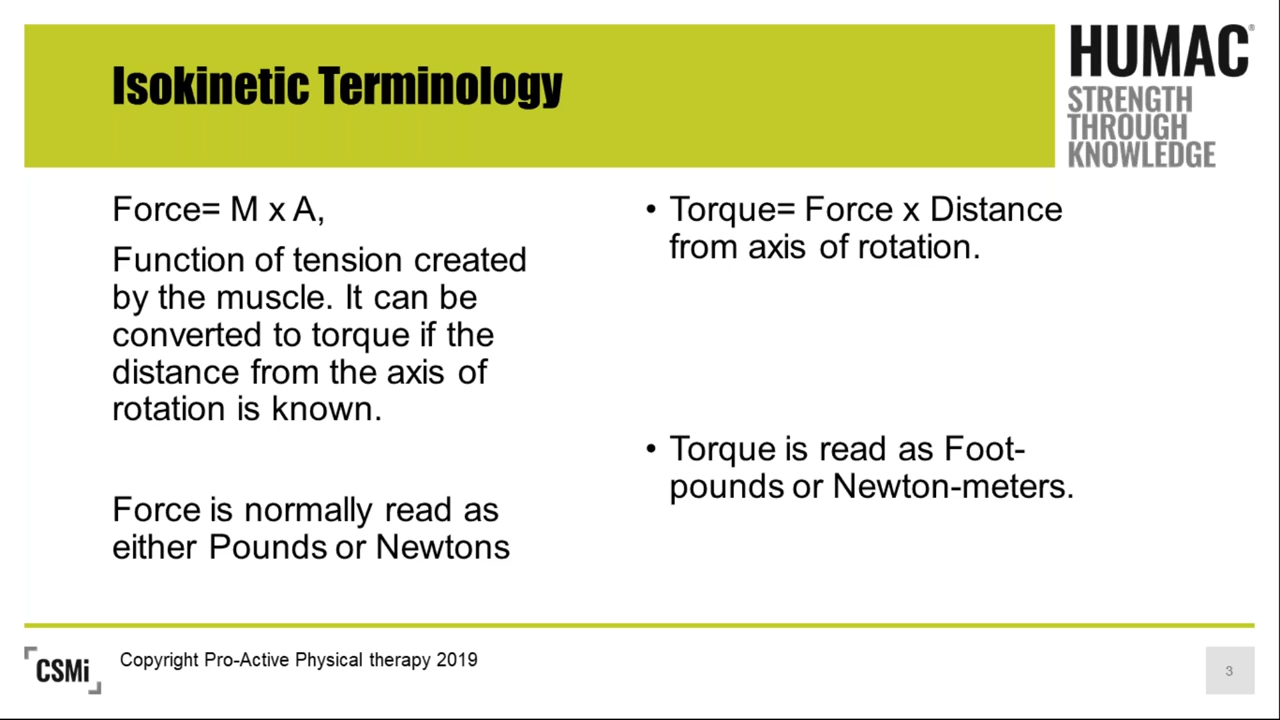 Isokinetic Terminology
HUMAC®
STRENGTH
THROUGH
KNOWLEDGE
Force= M x A,
Function of tension created
by the muscle. It can be
converted to torque if the
distance from the axis of
rotation is known.
Force is normally read as
either Pounds or Newtons
• Torque= Force x Distance
from axis of rotation.
• Torque is read as Foot-
pounds or Newton-meters.
CSMi
Copyright Pro-Active Physical therapy 2019
3